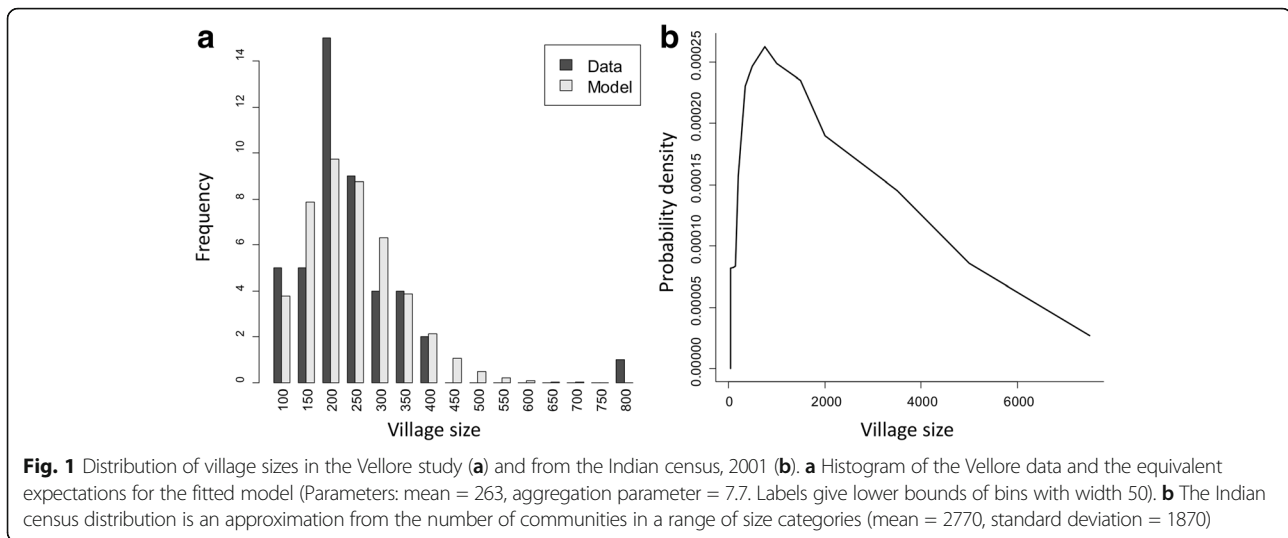 a
14
12
10
8
6
4
2
0
Frequency
Data
Model
100 150 200 250 300 350 400 450 500 550 600 650 700 750 800
Village size
b
0.00025
0.00020
0.00015
0.00010
0.00005
0.00000
Probability density
0 2000 4000 6000
Village size
Fig. 1 Distribution of village sizes in the Vellore study (a) and from the Indian census, 2001 (b). a Histogram of the Vellore data and the equivalent
expectations for the fitted model (Parameters: mean = 263, aggregation parameter = 7.7. Labels give lower bounds of bins with width 50). b The Indian
census distribution is an approximation from the number of communities in a range of size categories (mean = 2770, standard deviation = 1870)